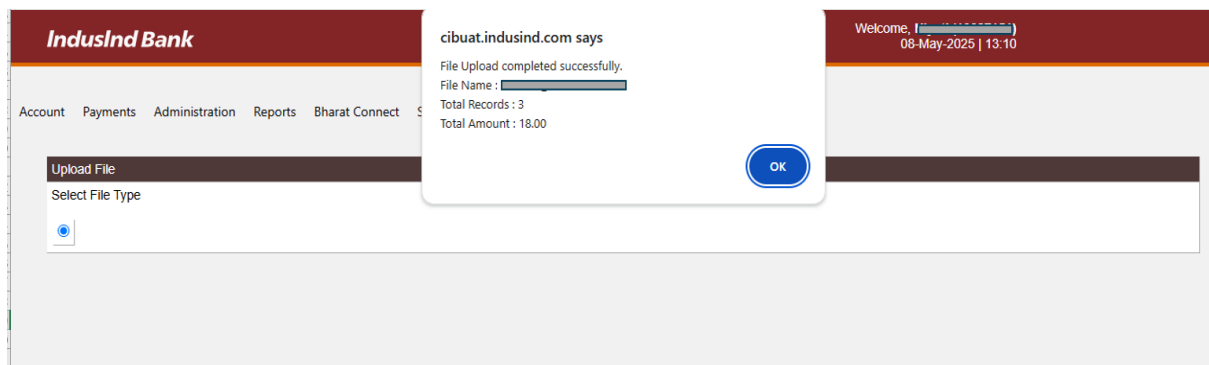 IndusInd Bank
cibuat.indusind.com says
File Upload completed successfully.
File Name :
Total Records : 3
Total Amount : 18.00
OK
Welcome,
08-May-2025 | 13:10
Account Payments Administration Reports Bharat Connect
Upload File
Select File Type